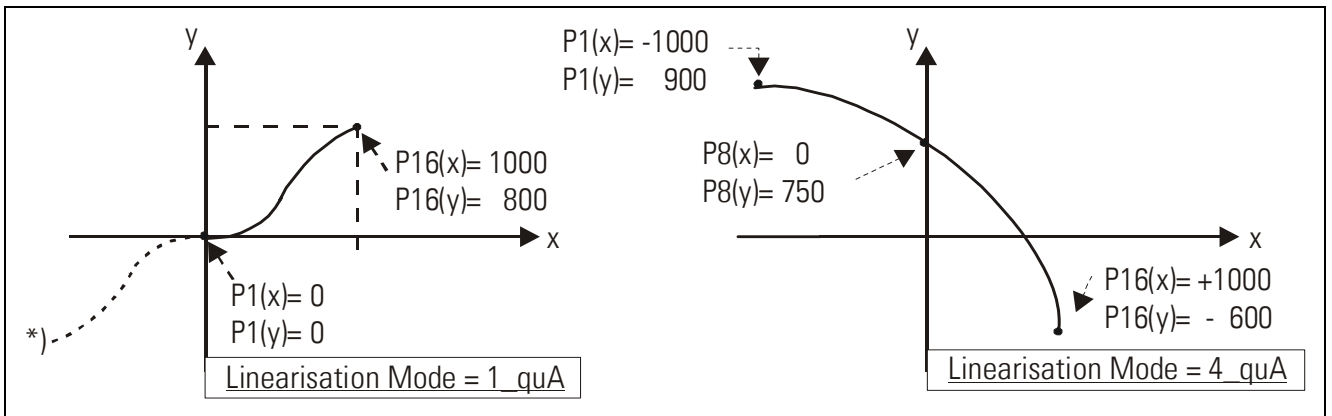 y
P16(x)= 1000
P16(y)= 800
x
P1(x)= 0
P1(y)= 0
*)
Linearisation Mode = 1_quA
P1(x)= -1000
P1(y)= 900
y
P8(x)= 0
P8(y)= 750
x
P16(x)= +1000
P16(y)= - 600
Linearisation Mode = 4_quA